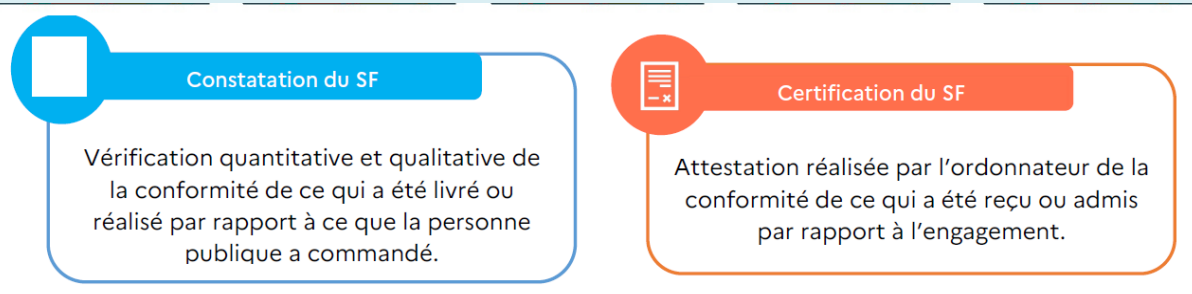 Constatation du SF
Vérification quantitative et qualitative de
la conformité de ce qui a été livré ou
réalisé par rapport à ce que la personne
publique a commandé.
Certification du SF
Attestation réalisée par l’ordonnateur de la
conformité de ce qui a été reçu ou admis
par rapport à l’engagement.